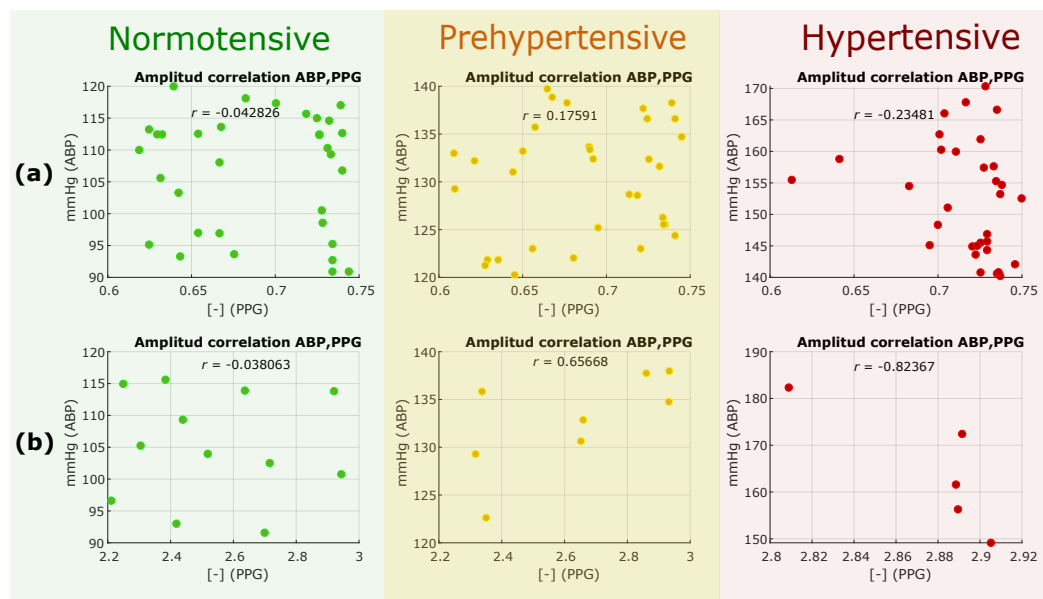 Normotensive
Prehypertensive
Hypertensive
(a)
Amplitud correlation ABP,PPG
r = -0.042826
mmHg (ABP)
120
115
110
105
100
95
90
0.6
0.65
0.7
0.75
[-] (PPG)
Amplitud correlation ABP,PPG
r = 0.17591
mmHg (ABP)
140
135
130
125
120
0.6
0.65
0.7
0.75
[-] (PPG)
Amplitud correlation ABP,PPG
r = -0.23481
mmHg (ABP)
170
165
160
155
150
145
140
0.6
0.65
0.7
0.75
[-] (PPG)
(b)
Amplitud correlation ABP,PPG
r = -0.038063
mmHg (ABP)
120
115
110
105
100
95
90
2.2
2.4
2.6
2.8
3
[-] (PPG)
Amplitud correlation ABP,PPG
r = 0.65668
mmHg (ABP)
140
135
130
125
120
2.2
2.4
2.6
2.8
3
[-] (PPG)
Amplitud correlation ABP,PPG
r = -0.82367
mmHg (ABP)
190
180
170
160
150
2.8
2.82
2.84
2.86
2.88
2.9
2.92
[-] (PPG)